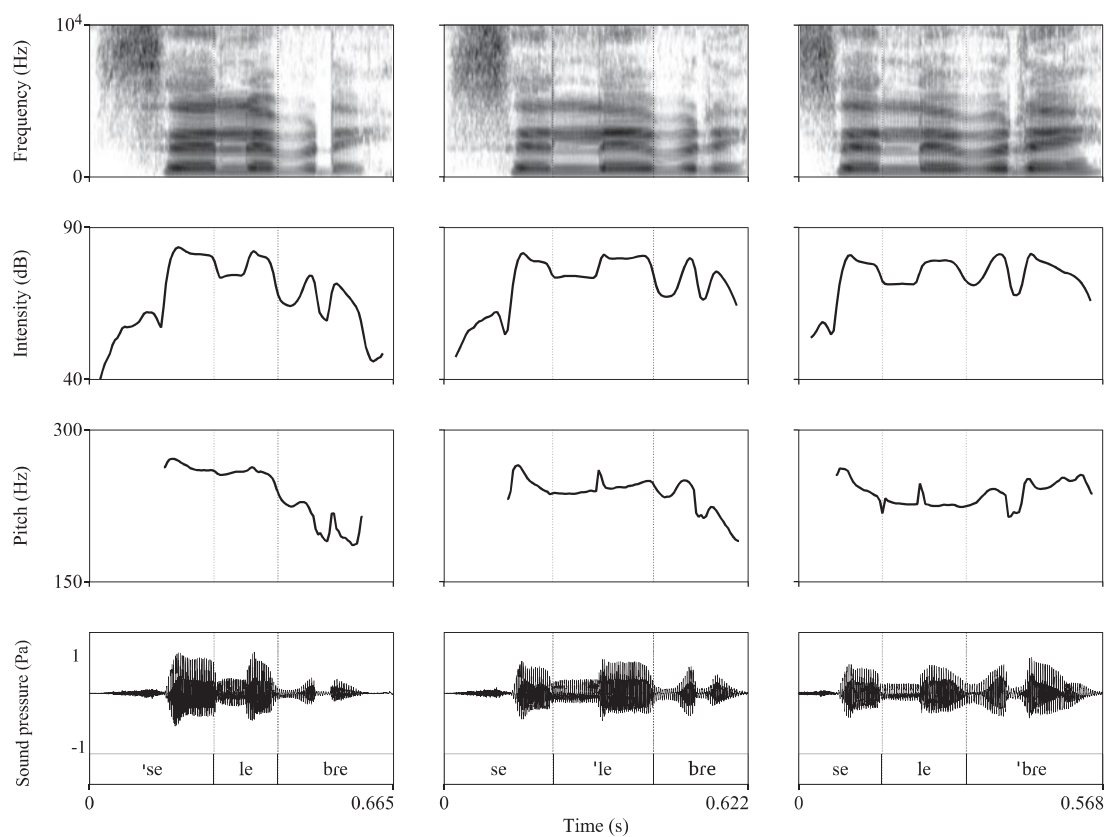 10⁴
Frequency (Hz)
0
90
Intensity (dB)
40
300
Pitch (Hz)
150
1
Sound pressure (Pa)
-1
ˈse le bre
se ˈle bre
se le ˈbre
0 0.665 0 0.622 0 0.568
Time (s)